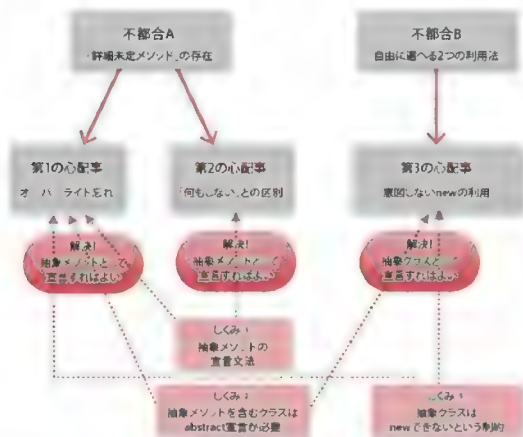 不都合A
「詳細未定メソッド」の存在
不都合B
自由に選べる2つの利用法
第1の心配事
オーバーライト忘れ
第2の心配事
「何もしない」との区別
第3の心配事
意図しないnewの利用
解決!
抽象メソッドとして
宣言すればよい
解決!
抽象メソッドとして
宣言すればよい
解決!
抽象クラスとして
宣言すればよい
しくみ
抽象メソッドの
宣言文法
しくみ
抽象メソッドを含むクラスは
abstract宣言が必要
しくみ
抽象クラスは
newできないという制約